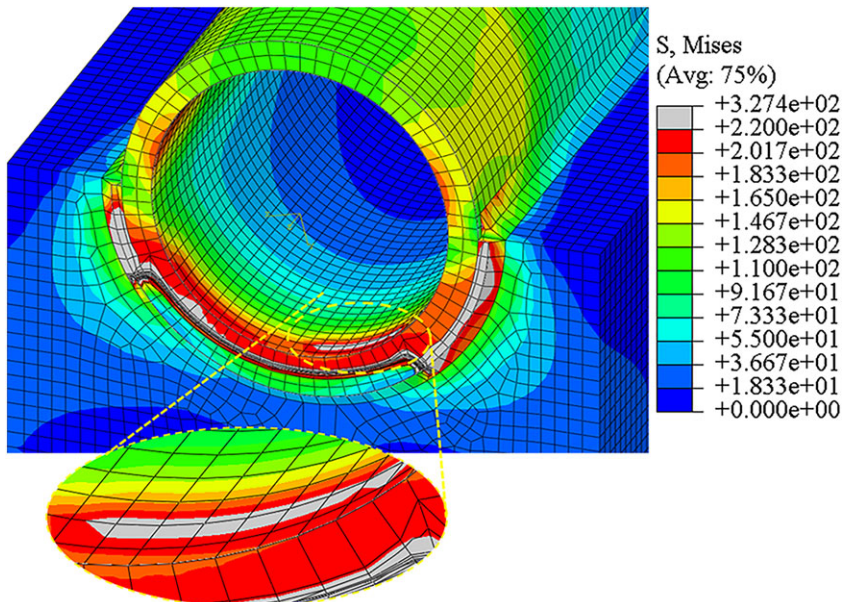 S, Mises
(Avg: 75%)
+3.274e+02
+2.200e+02
+2.017e+02
+1.833e+02
+1.650e+02
+1.467e+02
+1.283e+02
+1.100e+02
+9.167e+01
+7.333e+01
+5.500e+01
+3.667e+01
+1.833e+01
+0.000e+00